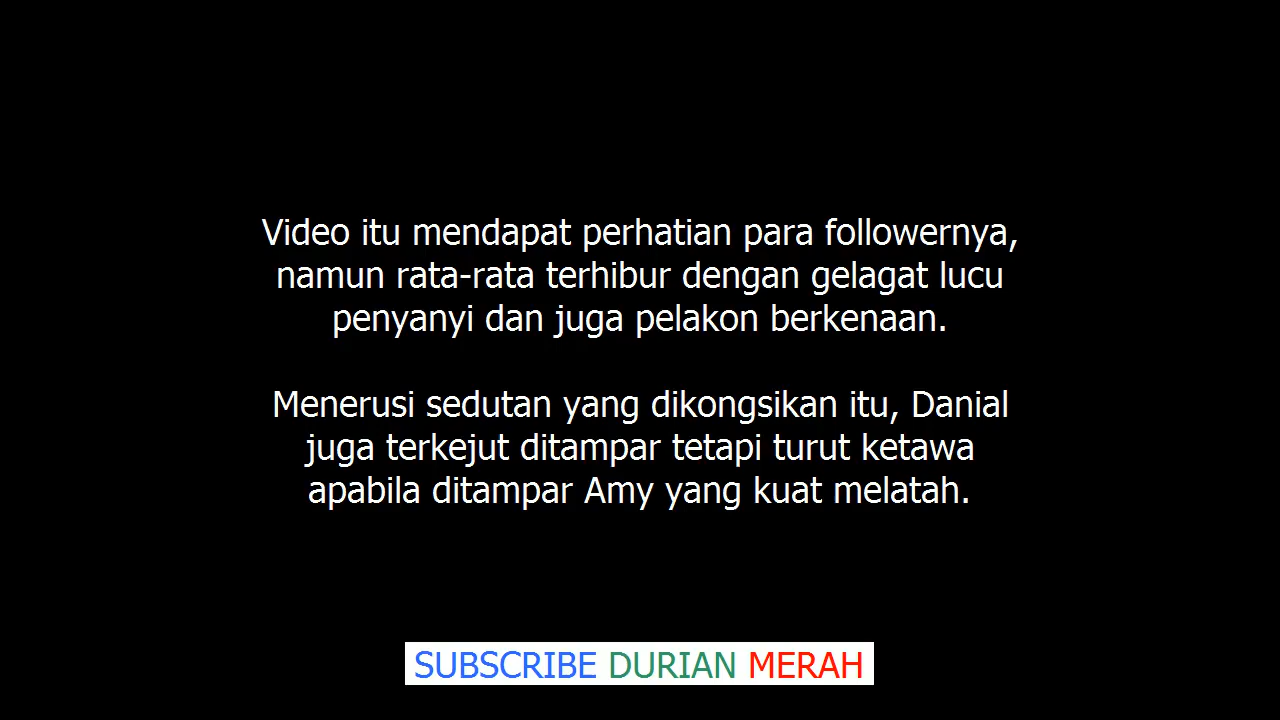 Video itu mendapat perhatian para followernya,
namun rata-rata terhibur dengan gelagat lucu
penyanyi dan juga pelakon berkenaan.
Menerusi sedutan yang dikongsikan itu, Danial
juga terkejut ditampar tetapi turut ketawa
apabila ditampar Amy yang kuat melatah.
SUBSCRIBE DURIAN MERAH